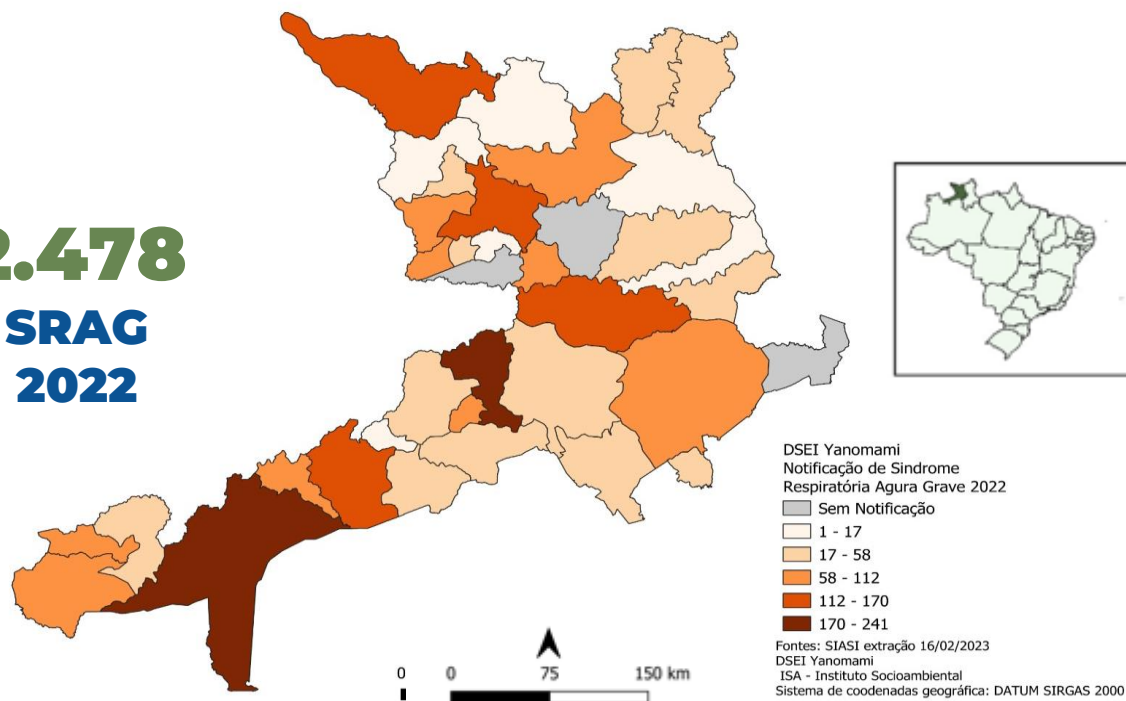 2.478
SRAG
2022
DSEI Yanomami
Notificação de Sindrome
Respiratória Agura Grave 2022
Sem Notificação
1 - 17
17 - 58
58 - 112
112 - 170
170 - 241
Fontes: SIASI extração 16/02/2023
DSEI Yanomami
ISA - Instituto Socioambiental
Sistema de coodenadas geográfica: DATUM SIRGAS 2000
0 0 75 150 km